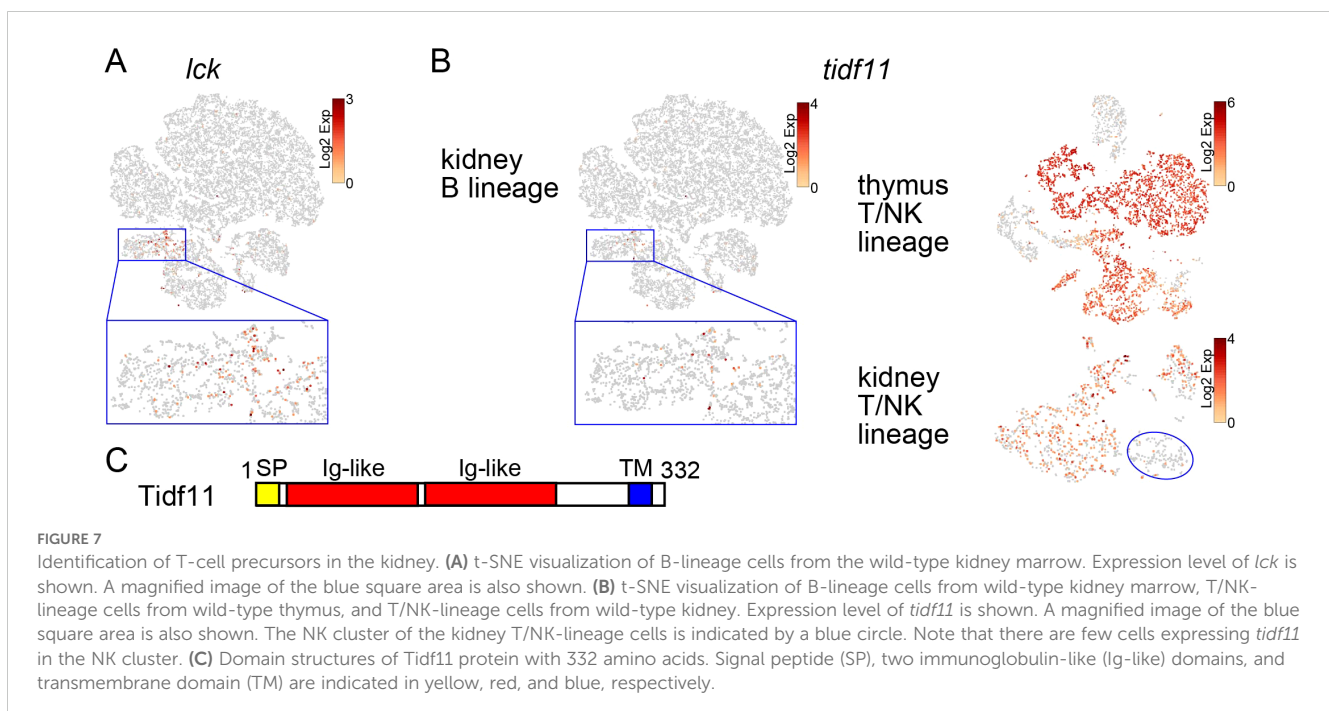 A
lck
3
Log2 Exp
0
B
tidf11
kidney
B lineage
4
Log2 Exp
0
thymus
T/NK
lineage
6
Log2 Exp
0
kidney
T/NK
lineage
4
Log2 Exp
0
C
1 SP Ig-like Ig-like TM 332
Tidf11
FIGURE 7
Identification of T-cell precursors in the kidney. (A) t-SNE visualization of B-lineage cells from the wild-type kidney marrow. Expression level of lck is
shown. A magnified image of the blue square area is also shown. (B) t-SNE visualization of B-lineage cells from wild-type kidney marrow, T/NK-
lineage cells from wild-type thymus, and T/NK-lineage cells from wild-type kidney. Expression level of tidf11 is shown. A magnified image of the blue
square area is also shown. The NK cluster of the kidney T/NK-lineage cells is indicated by a blue circle. Note that there are few cells expressing tidf11
in the NK cluster. (C) Domain structures of Tidf11 protein with 332 amino acids. Signal peptide (SP), two immunoglobulin-like (Ig-like) domains, and
transmembrane domain (TM) are indicated in yellow, red, and blue, respectively.